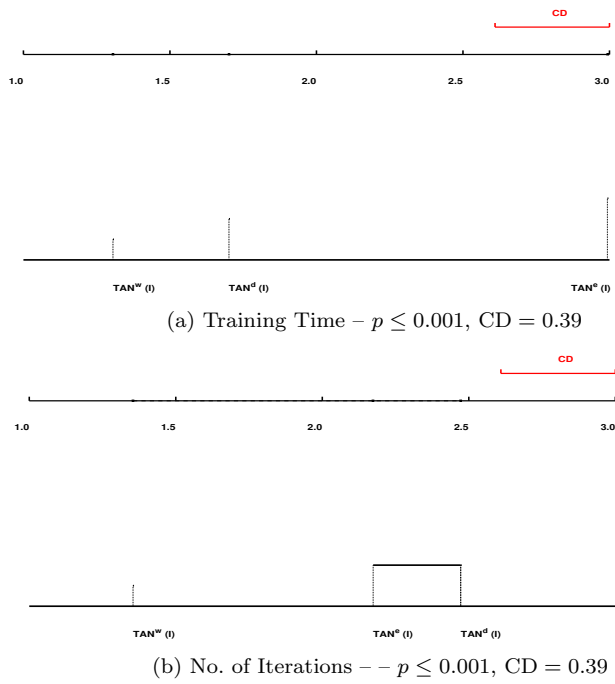 CD
1.0 1.5 2.0 2.5 3.0
TANʷ (I) TANᵈ (I) TANᵉ (I)
(a) Training Time – p ≤ 0.001, CD = 0.39
CD
1.0 1.5 2.0 2.5 3.0
TANʷ (I) TANᵉ (I) TANᵈ (I)
(b) No. of Iterations – – p ≤ 0.001, CD = 0.39